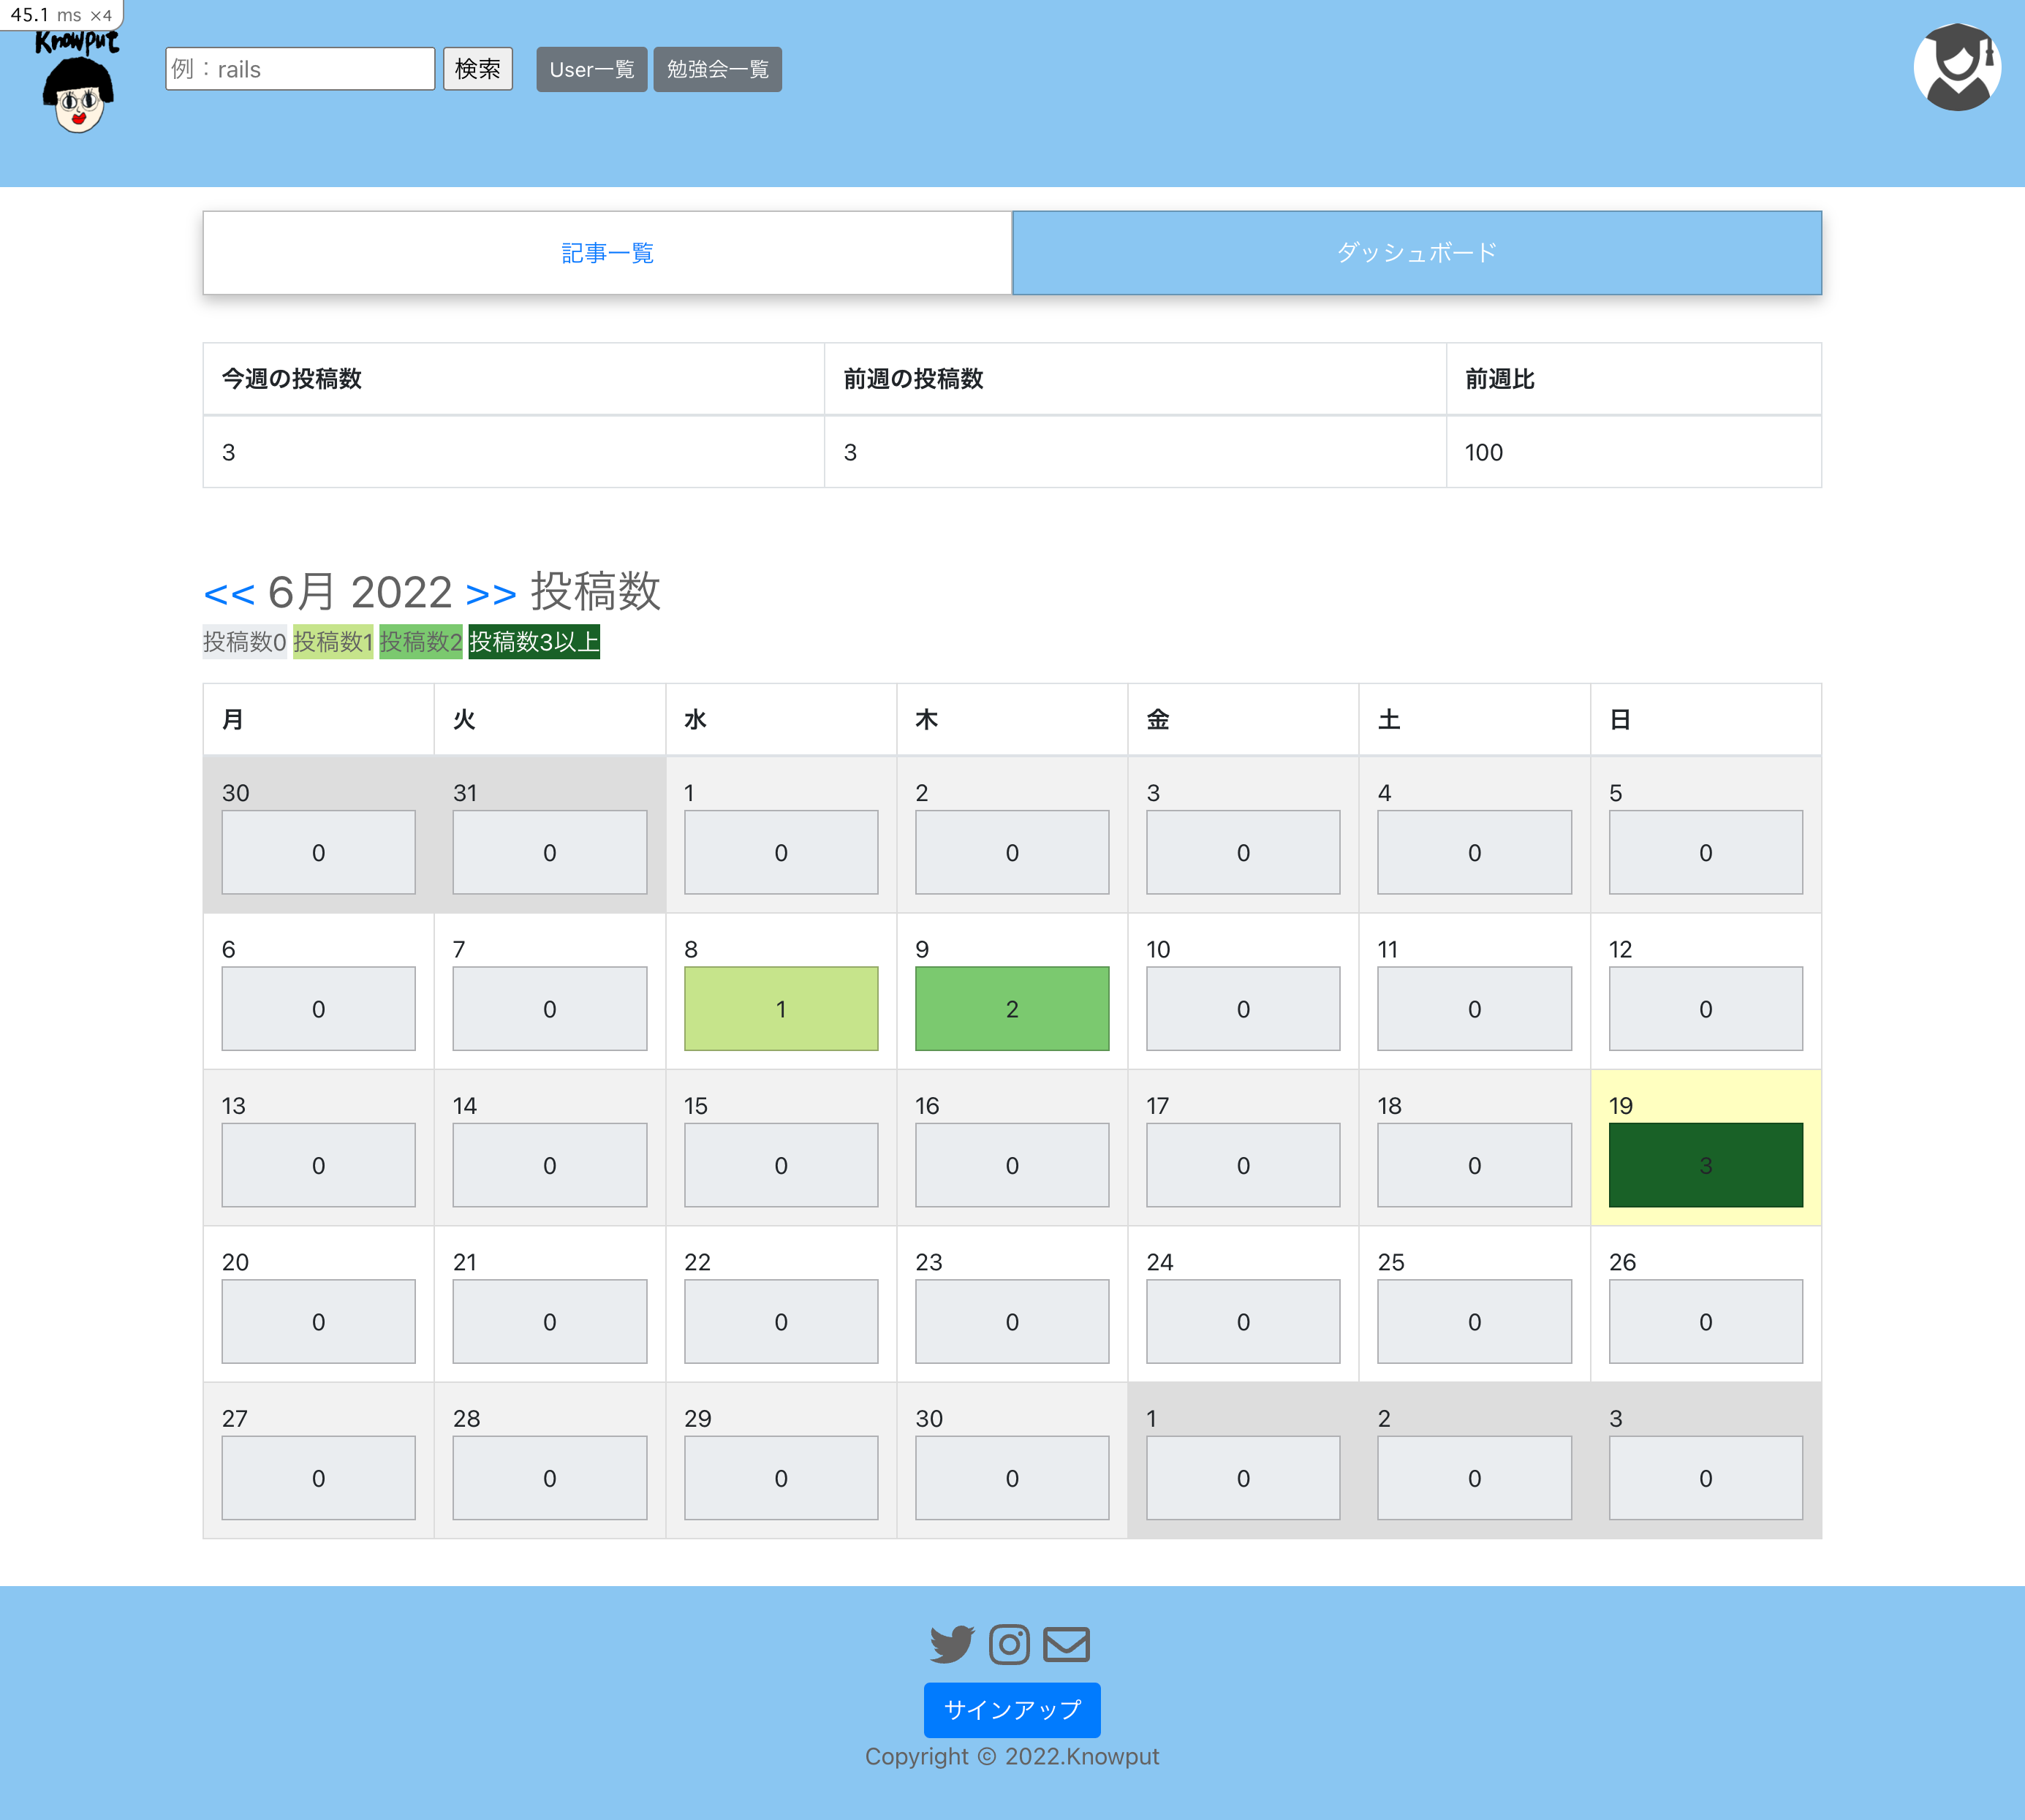 45.1 ms ×4
Knowput
例：rails 検索 User一覧 勉強会一覧
記事一覧 ダッシュボード
今週の投稿数 前週の投稿数 前週比
3 3 100
<< 6月 2022 >> 投稿数
投稿数0 投稿数1 投稿数2 投稿数3以上
月 火 水 木 金 土 日
30 31 1 2 3 4 5
0 0 0 0 0 0 0
6 7 8 9 10 11 12
0 0 1 2 0 0 0
13 14 15 16 17 18 19
0 0 0 0 0 0 3
20 21 22 23 24 25 26
0 0 0 0 0 0 0
27 28 29 30 1 2 3
0 0 0 0 0 0 0
サインアップ
Copyright © 2022.Knowput